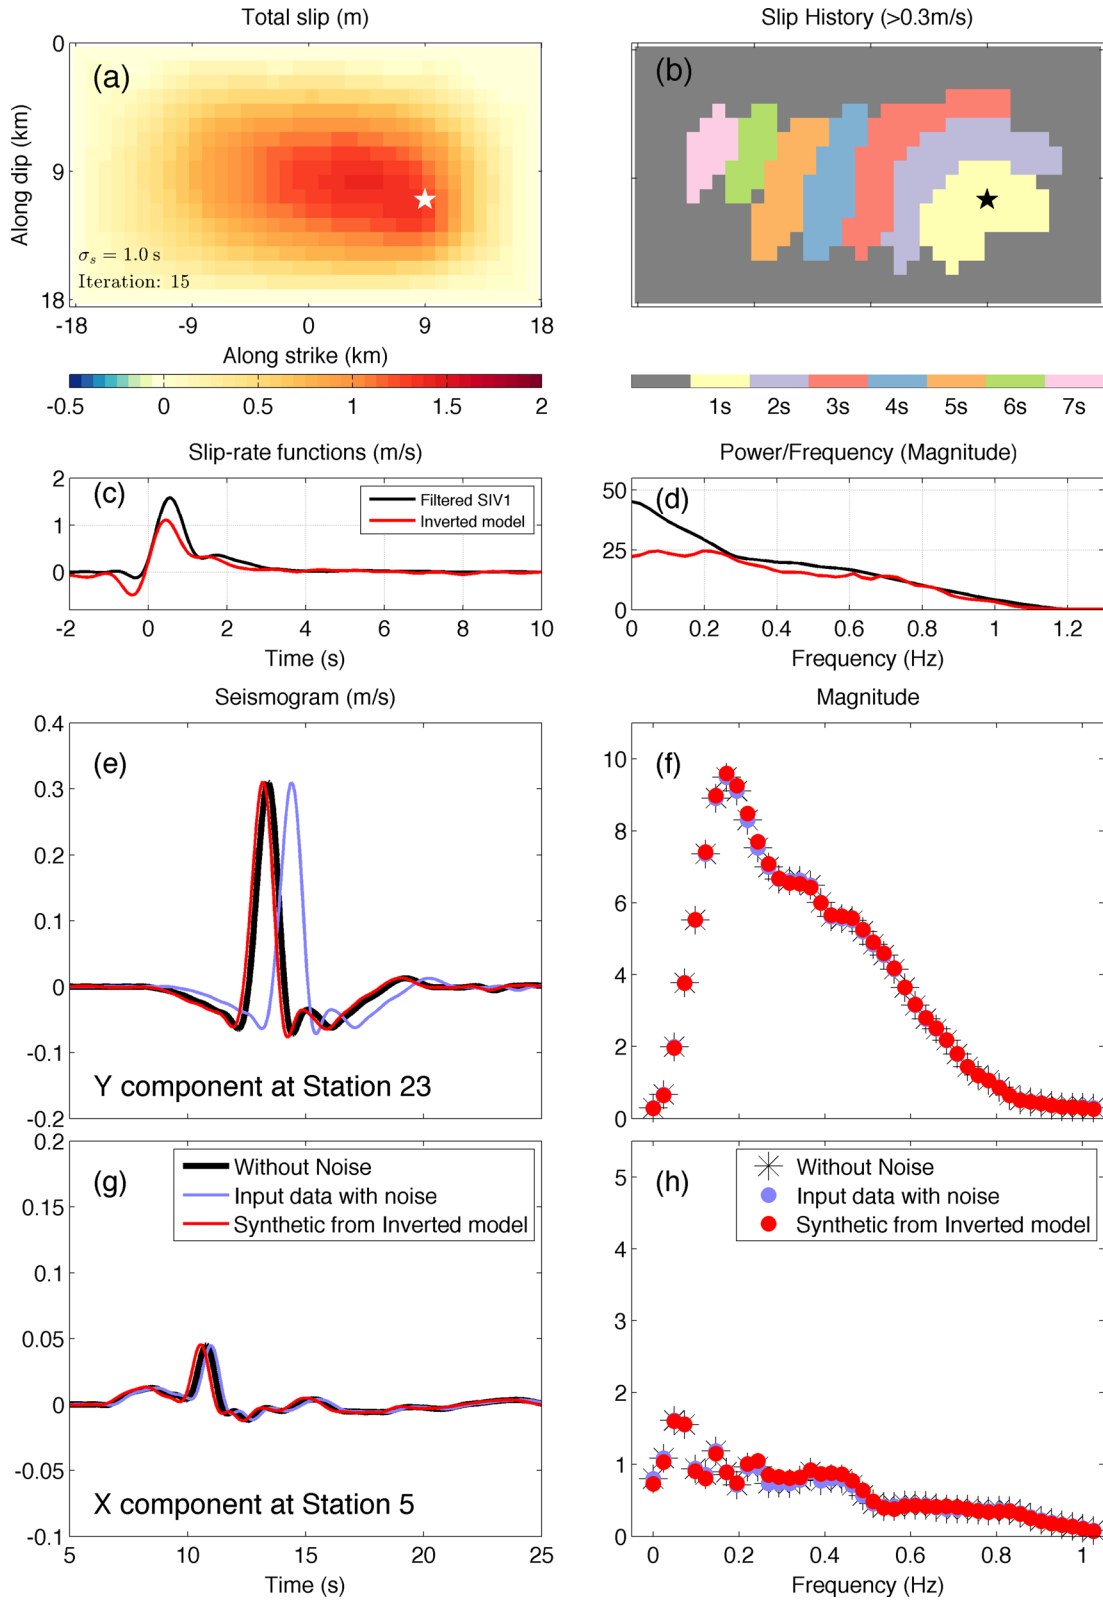 Total slip (m)
Slip History (>0.3m/s)
(a)
(b)
Along dip (km)
0
9
18
σs = 1.0 s
Iteration: 15
-18
-9
0
9
18
Along strike (km)
-0.5
0
0.5
1
1.5
2
1s
2s
3s
4s
5s
6s
7s
Slip-rate functions (m/s)
Power/Frequency (Magnitude)
(c)
Filtered SIV1
Inverted model
2
1
0
-2
0
2
4
6
8
10
Time (s)
(d)
50
25
0
0
0.2
0.4
0.6
0.8
1
1.2
Frequency (Hz)
Seismogram (m/s)
Magnitude
(e)
0.4
0.3
0.2
0.1
0
-0.1
-0.2
Y component at Station 23
(f)
10
8
6
4
2
0
(g)
Without Noise
Input data with noise
Synthetic from Inverted model
0.2
0.15
0.1
0.05
0
-0.05
-0.1
X component at Station 5
5
10
15
20
25
Time (s)
(h)
Without Noise
Input data with noise
Synthetic from Inverted model
5
4
3
2
1
0
0
0.2
0.4
0.6
0.8
1
Frequency (Hz)